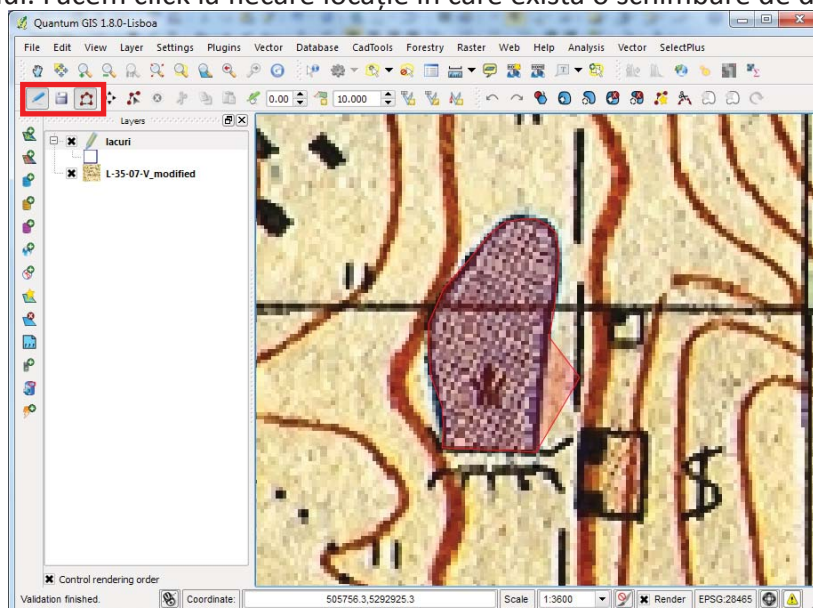 Facem click la fiecare locație în care există o schimbare de
Quantum GIS 1.8.0-Lisboa
File Edit View Layer Settings Plugins Vector Database CadTools Forestry Raster Web Help Analysis Vector SelectPlus
0.00 10.000
Layers
lacuri
L-35-07-V_modified
Control rendering order
Validation finished. Coordinate: 505756.3,5292925.3 Scale 1:3600 Render EPSG:28465